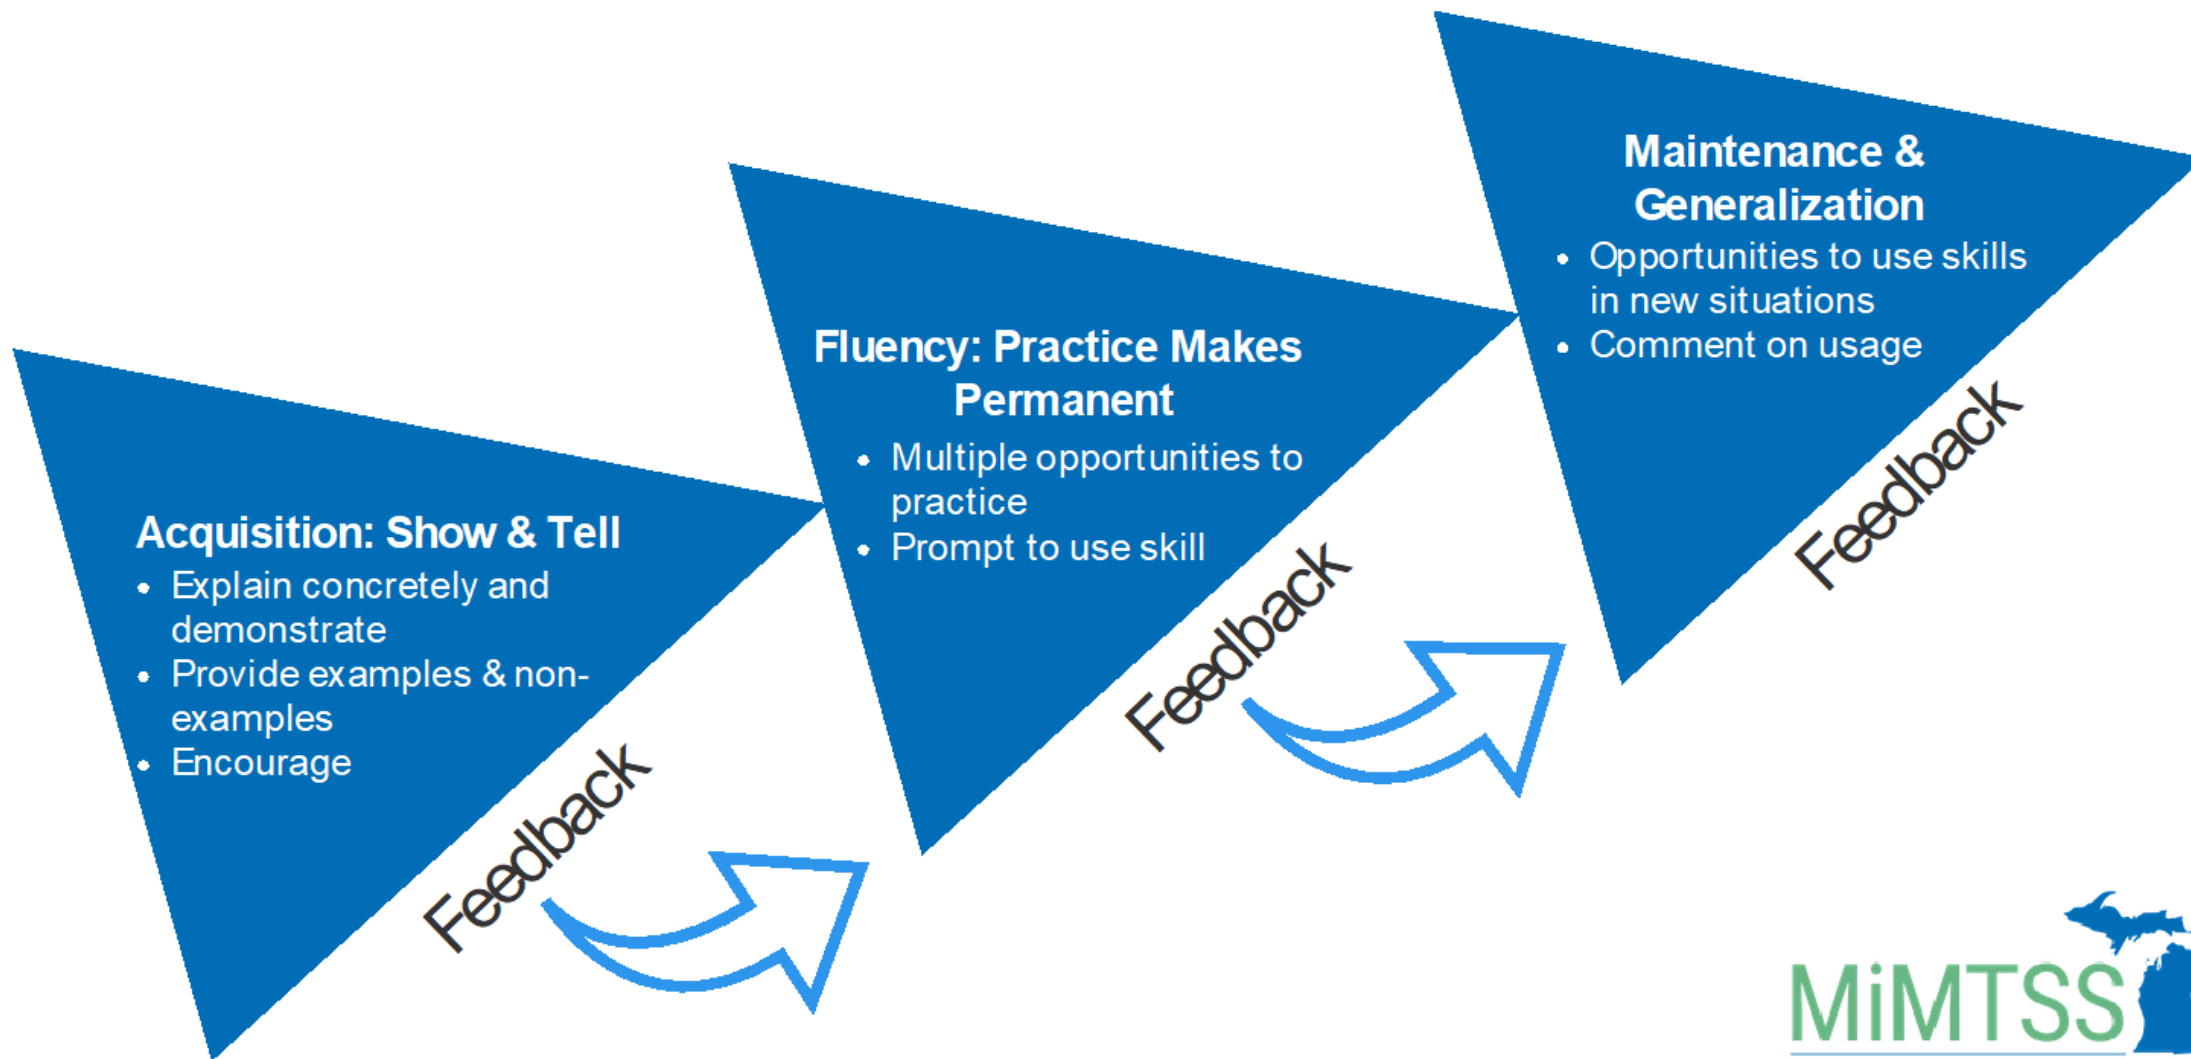 Acquisition: Show & Tell
• Explain concretely and
demonstrate
• Provide examples & non-
examples
• Encourage
Feedback
Fluency: Practice Makes
Permanent
• Multiple opportunities to
practice
• Prompt to use skill
Feedback
Maintenance &
Generalization
• Opportunities to use skills
in new situations
• Comment on usage
Feedback
MiMTSS